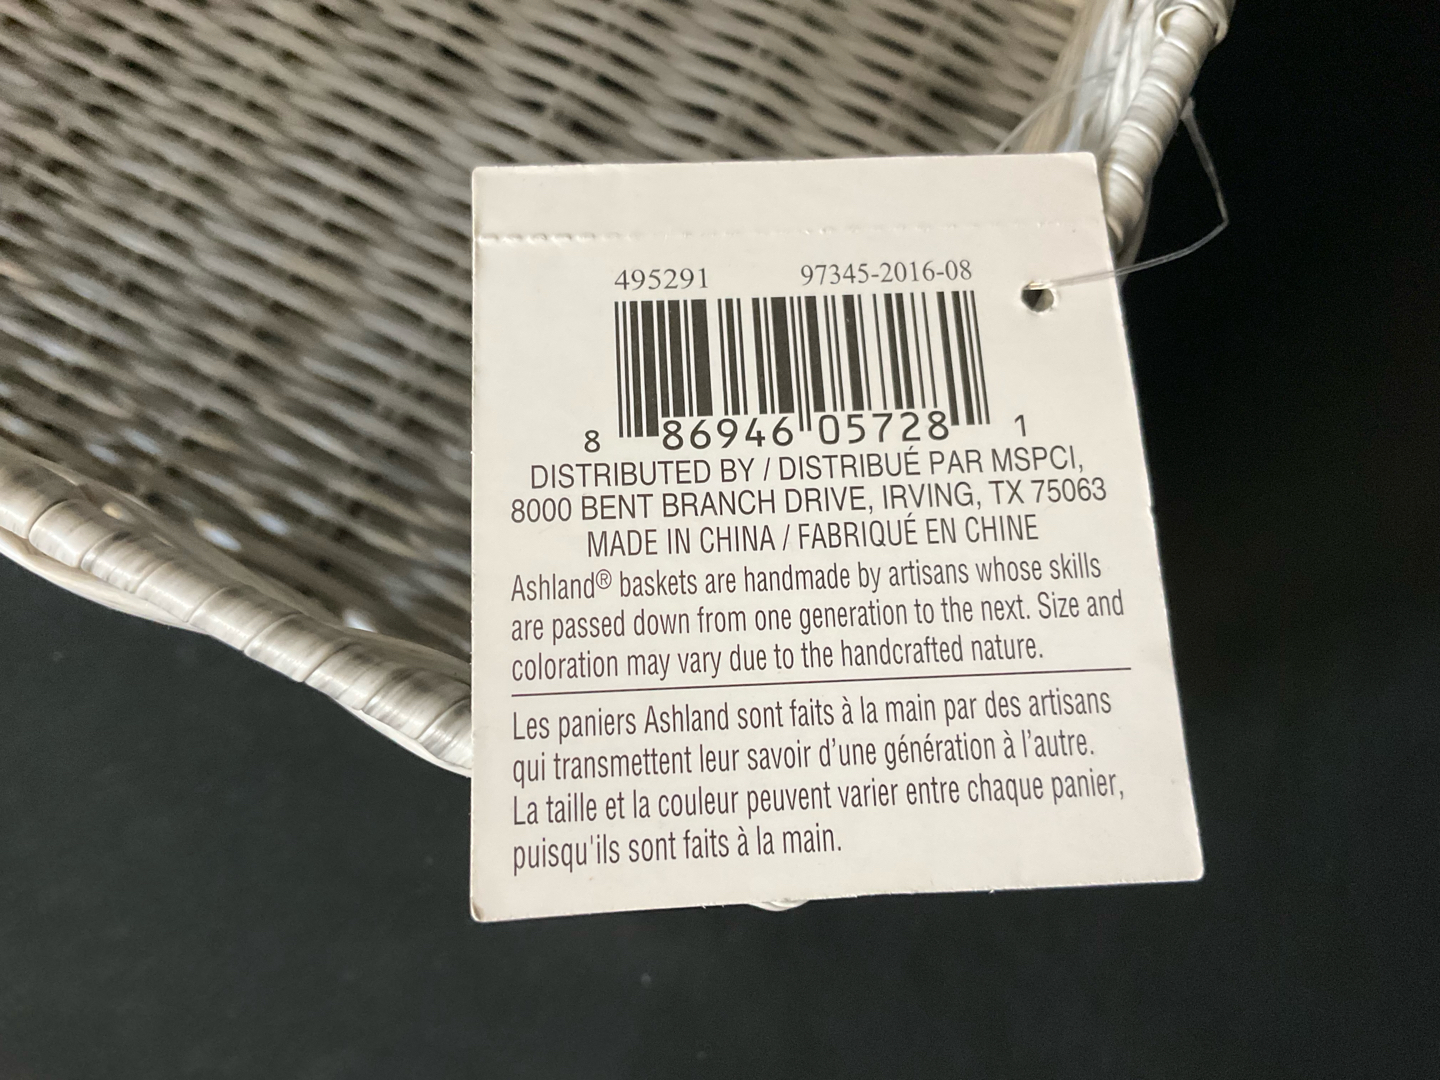 495291 97345-2016-08
8 86946 05728 1
DISTRIBUTED BY / DISTRIBUÉ PAR MSPCI,
8000 BENT BRANCH DRIVE, IRVING, TX 75063
MADE IN CHINA / FABRIQUÉ EN CHINE
Ashland® baskets are handmade by artisans whose skills
are passed down from one generation to the next. Size and
coloration may vary due to the handcrafted nature.
Les paniers Ashland sont faits à la main par des artisans
qui transmettent leur savoir d'une génération à l'autre.
La taille et la couleur peuvent varier entre chaque panier,
puisqu'ils sont faits à la main.